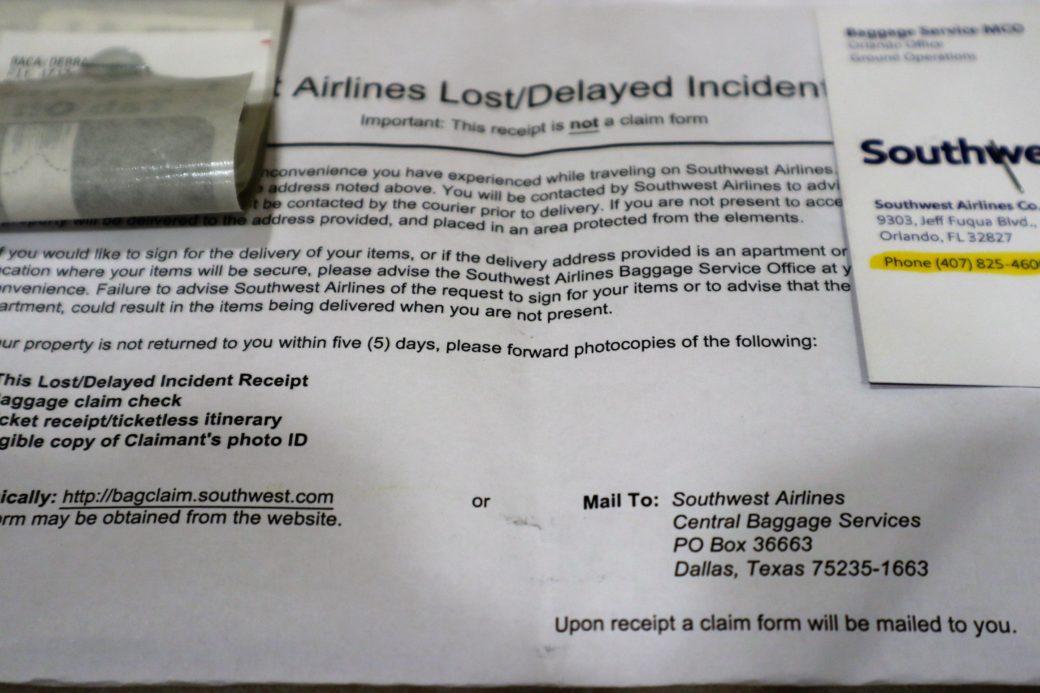 Airlines Lost/Delayed Incident
Important: This receipt is not a claim form
inconvenience you have experienced while traveling on Southwest Airlines.
address noted above. You will be contacted by Southwest Airlines to advi
be contacted by the courier prior to delivery. If you are not present to acce
will be delivered to the address provided, and placed in an area protected from the elements.
f you would like to sign for the delivery of your items, or if the delivery address provided is an apartment or
cation where your items will be secure, please advise the Southwest Airlines Baggage Service Office at y
nvenience. Failure to advise Southwest Airlines of the request to sign for your items or to advise that the
artment, could result in the items being delivered when you are not present.
ur property is not returned to you within five (5) days, please forward photocopies of the following:
This Lost/Delayed Incident Receipt
aggage claim check
cket receipt/ticketless itinerary
gible copy of Claimant's photo ID
ically: http://bagclaim.southwest.com
orm may be obtained from the website.
or
Mail To: Southwest Airlines
Central Baggage Services
PO Box 36663
Dallas, Texas 75235-1663
Upon receipt a claim form will be mailed to you.
Baggage Service MCO
Orlando Office
Ground Operations
Southwe
Southwest Airlines Co.
9303, Jeff Fuqua Blvd.,
Orlando, FL 32827
Phone (407) 825-460